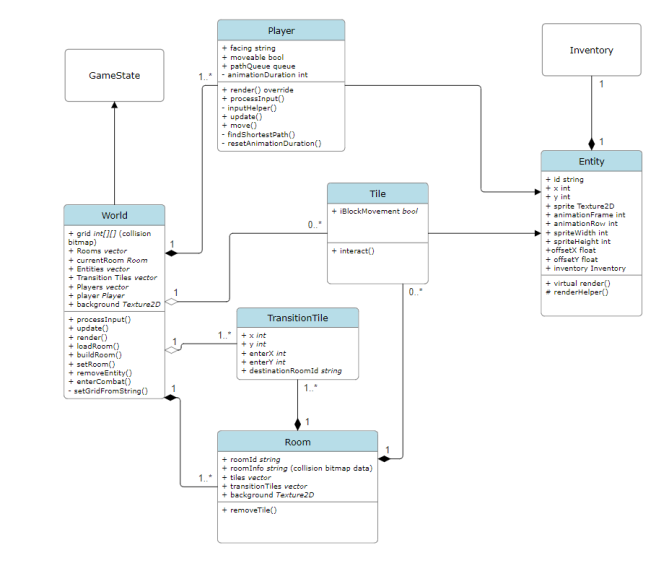 Player
+ facing string
+ moveable bool
+ pathQueue queue
- animationDuration int
+ render() override
+ processInput()
- inputHelper()
+ update()
+ move()
- findShortestPath()
- resetAnimationDuration()
Inventory
GameState
1..*
1
1
Entity
+ id string
+ x int
+ y int
+ sprite Texture2D
+ animationFrame int
+ animationRow int
+ spriteWidth int
+ spriteHeight int
+offsetX float
+ offsetY float
+ inventory Inventory
+ virtual render()
# renderHelper()
Tile
+ iBlockMovement bool
+ interact()
0..*
0..*
World
+ grid int[][] (collision
bitmap)
+ Rooms vector
+ currentRoom Room
+ Entities vector
+ Transition Tiles vector
+ Players vector
+ player Player
+ background Texture2D
+ processInput()
+ update()
+ render()
+ loadRoom()
+ buildRoom()
+ setRoom()
+ removeEntity()
+ enterCombat()
- setGridFromString()
1
1
1
1
TransitionTile
+ x int
+ y int
+ enterX int
+ enterY int
+ destinationRoomId string
1..*
1..*
1
1
1..*
Room
+ roomId string
+ roomInfo string (collision bitmap data)
+ tiles vector
+ transitionTiles vector
+ background Texture2D
+ removeTile()